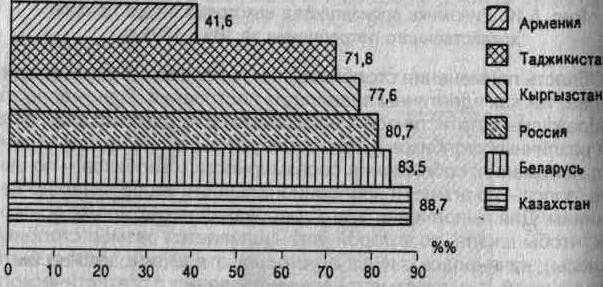 41,6
71,8
77,6
80,7
83,5
88,7
Армения
Таджикиста
Кыргызстан
Россия
Беларусь
Казахстан
%%
0 10 20 30 40 50 60 70 80 90